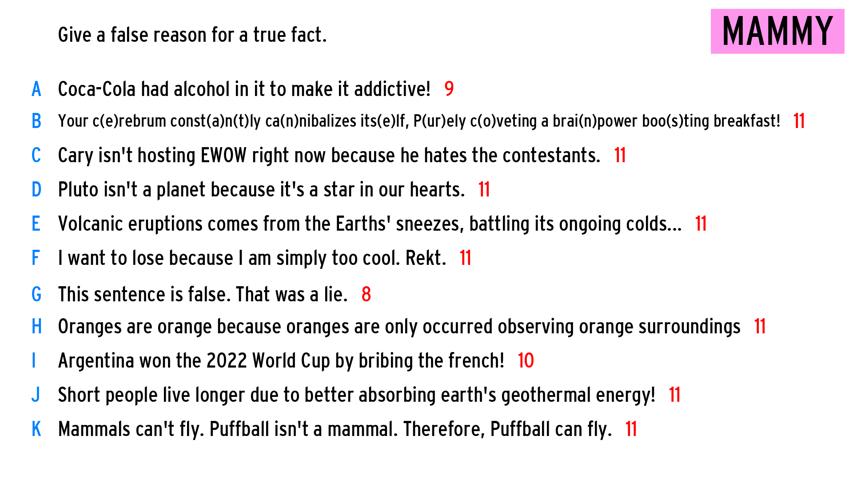 Give a false reason for a true fact.
MAMMY
A Coca-Cola had alcohol in it to make it addictive! 9
B Your c(e)rebrum const(a)n(t)ly ca(n)nibalizes its(e)lf, P(ur)ely c(o)veting a brai(n)power boo(s)ting breakfast! 11
C Cary isn't hosting EWOW right now because he hates the contestants. 11
D Pluto isn't a planet because it's a star in our hearts. 11
E Volcanic eruptions comes from the Earths' sneezes, battling its ongoing colds... 11
F I want to lose because I am simply too cool. Rekt. 11
G This sentence is false. That was a lie. 8
H Oranges are orange because oranges are only occurred observing orange surroundings 11
I Argentina won the 2022 World Cup by bribing the french! 10
J Short people live longer due to better absorbing earth's geothermal energy! 11
K Mammals can't fly. Puffball isn't a mammal. Therefore, Puffball can fly. 11